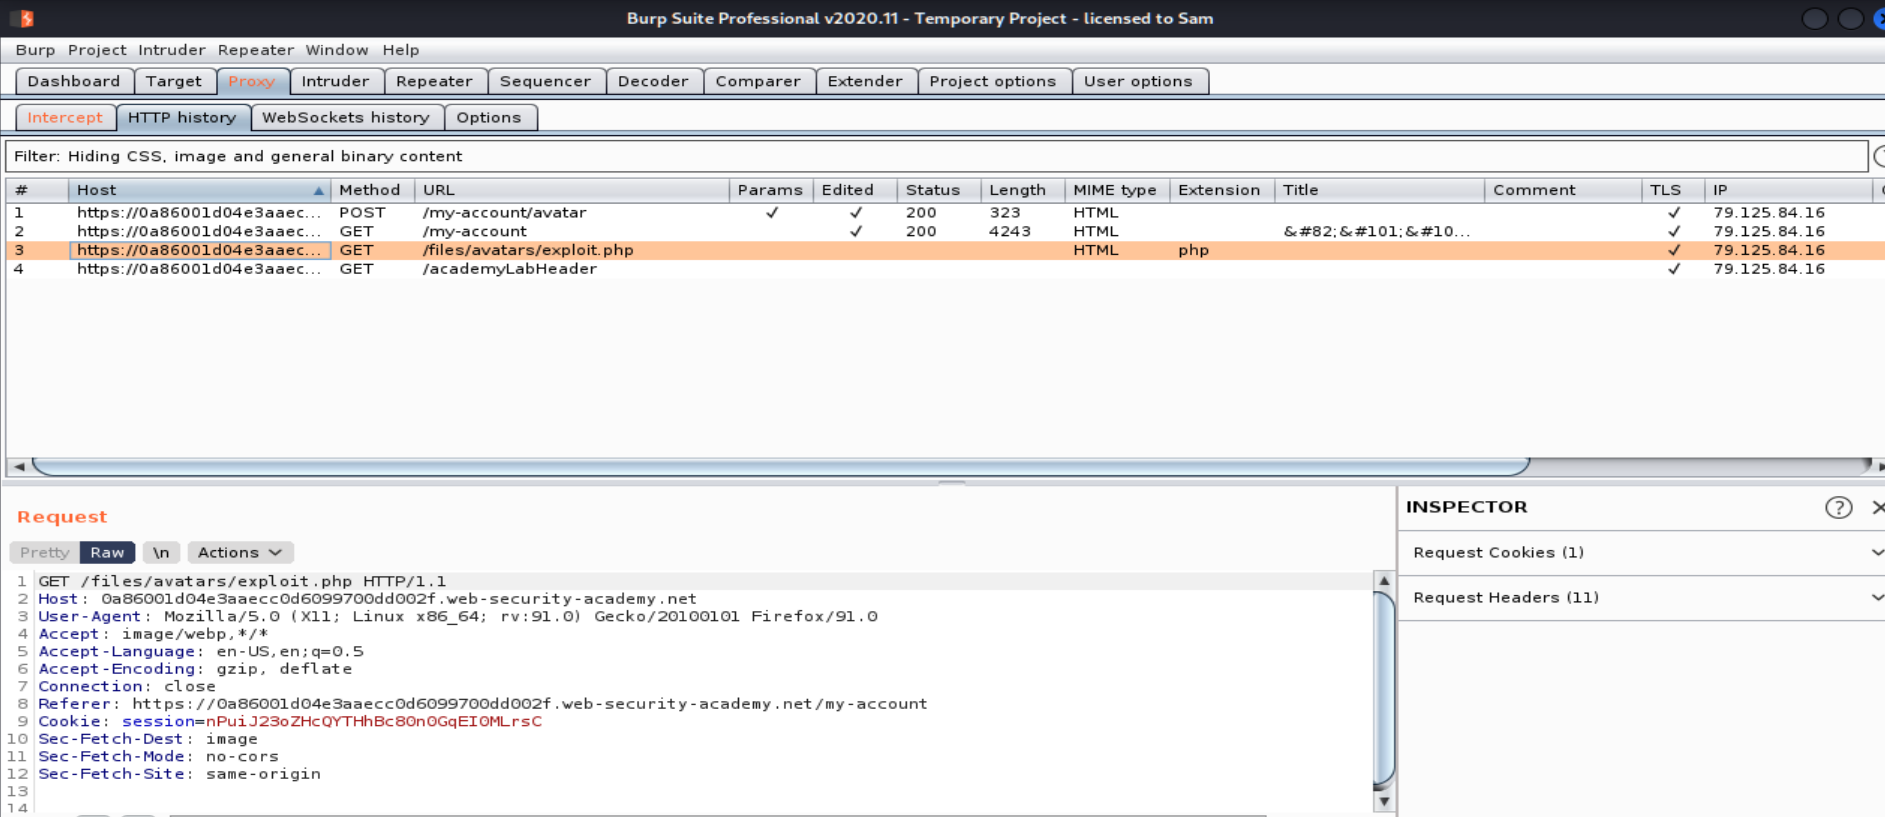 Burp Suite Professional v2020.11 - Temporary Project - licensed to Sam
Burp Project Intruder Repeater Window Help
Dashboard Target Proxy Intruder Repeater Sequencer Decoder Comparer Extender Project options User options
Intercept HTTP history WebSockets history Options
Filter: Hiding CSS, image and general binary content
# Host Method URL Params Edited Status Length MIME type Extension Title Comment TLS IP
1 https://0a86001d04e3aaec... POST /my-account/avatar ✓ ✓ 200 323 HTML ✓ 79.125.84.16
2 https://0a86001d04e3aaec... GET /my-account ✓ 200 4243 HTML &#82;&#101;&#10... ✓ 79.125.84.16
3 https://0a86001d04e3aaec... GET /files/avatars/exploit.php HTML php ✓ 79.125.84.16
4 https://0a86001d04e3aaec... GET /academyLabHeader ✓ 79.125.84.16
Request
Pretty Raw \n Actions
1 GET /files/avatars/exploit.php HTTP/1.1
2 Host: 0a86001d04e3aaecc0d6099700dd002f.web-security-academy.net
3 User-Agent: Mozilla/5.0 (X11; Linux x86_64; rv:91.0) Gecko/20100101 Firefox/91.0
4 Accept: image/webp,*/*
5 Accept-Language: en-US,en;q=0.5
6 Accept-Encoding: gzip, deflate
7 Connection: close
8 Referer: https://0a86001d04e3aaecc0d6099700dd002f.web-security-academy.net/my-account
9 Cookie: session=nPuiJ23oZHcQYTHhBc80n0GqEI0MLrsC
10 Sec-Fetch-Dest: image
11 Sec-Fetch-Mode: no-cors
12 Sec-Fetch-Site: same-origin
13
14
INSPECTOR
Request Cookies (1)
Request Headers (11)